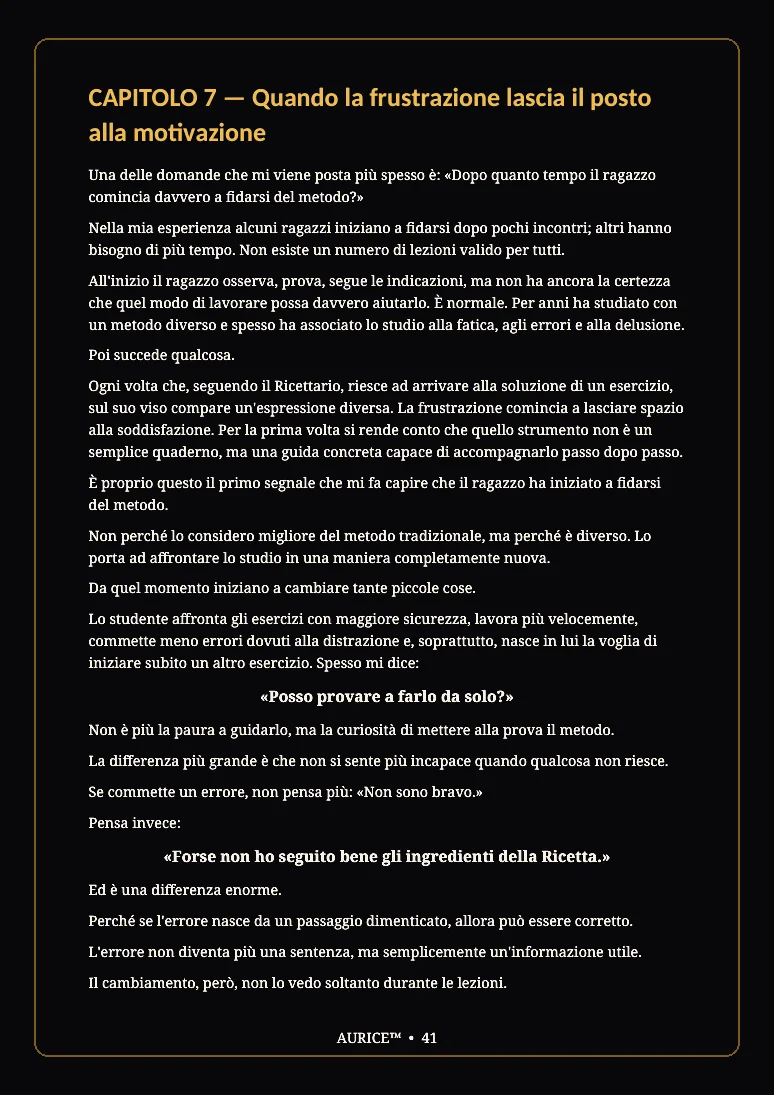 CAPITOLO 7 — Quando la frustrazione lascia il posto
alla motivazione
Una delle domande che mi viene posta più spesso è: «Dopo quanto tempo il ragazzo
comincia davvero a fidarsi del metodo?»
Nella mia esperienza alcuni ragazzi iniziano a fidarsi dopo pochi incontri; altri hanno
bisogno di più tempo. Non esiste un numero di lezioni valido per tutti.
All'inizio il ragazzo osserva, prova, segue le indicazioni, ma non ha ancora la certezza
che quel modo di lavorare possa davvero aiutarlo. È normale. Per anni ha studiato con
un metodo diverso e spesso ha associato lo studio alla fatica, agli errori e alla delusione.
Poi succede qualcosa.
Ogni volta che, seguendo il Ricettario, riesce ad arrivare alla soluzione di un esercizio,
sul suo viso compare un'espressione diversa. La frustrazione comincia a lasciare spazio
alla soddisfazione. Per la prima volta si rende conto che quello strumento non è un
semplice quaderno, ma una guida concreta capace di accompagnarlo passo dopo passo.
È proprio questo il primo segnale che mi fa capire che il ragazzo ha iniziato a fidarsi
del metodo.
Non perché lo considero migliore del metodo tradizionale, ma perché è diverso. Lo
porta ad affrontare lo studio in una maniera completamente nuova.
Da quel momento iniziano a cambiare tante piccole cose.
Lo studente affronta gli esercizi con maggiore sicurezza, lavora più velocemente,
commette meno errori dovuti alla distrazione e, soprattutto, nasce in lui la voglia di
iniziare subito un altro esercizio. Spesso mi dice:
«Posso provare a farlo da solo?»
Non è più la paura a guidarlo, ma la curiosità di mettere alla prova il metodo.
La differenza più grande è che non si sente più incapace quando qualcosa non riesce.
Se commette un errore, non pensa più: «Non sono bravo.»
Pensa invece:
«Forse non ho seguito bene gli ingredienti della Ricetta.»
Ed è una differenza enorme.
Perché se l'errore nasce da un passaggio dimenticato, allora può essere corretto.
L'errore non diventa più una sentenza, ma semplicemente un'informazione utile.
Il cambiamento, però, non lo vedo soltanto durante le lezioni.
AURICE™ • 41